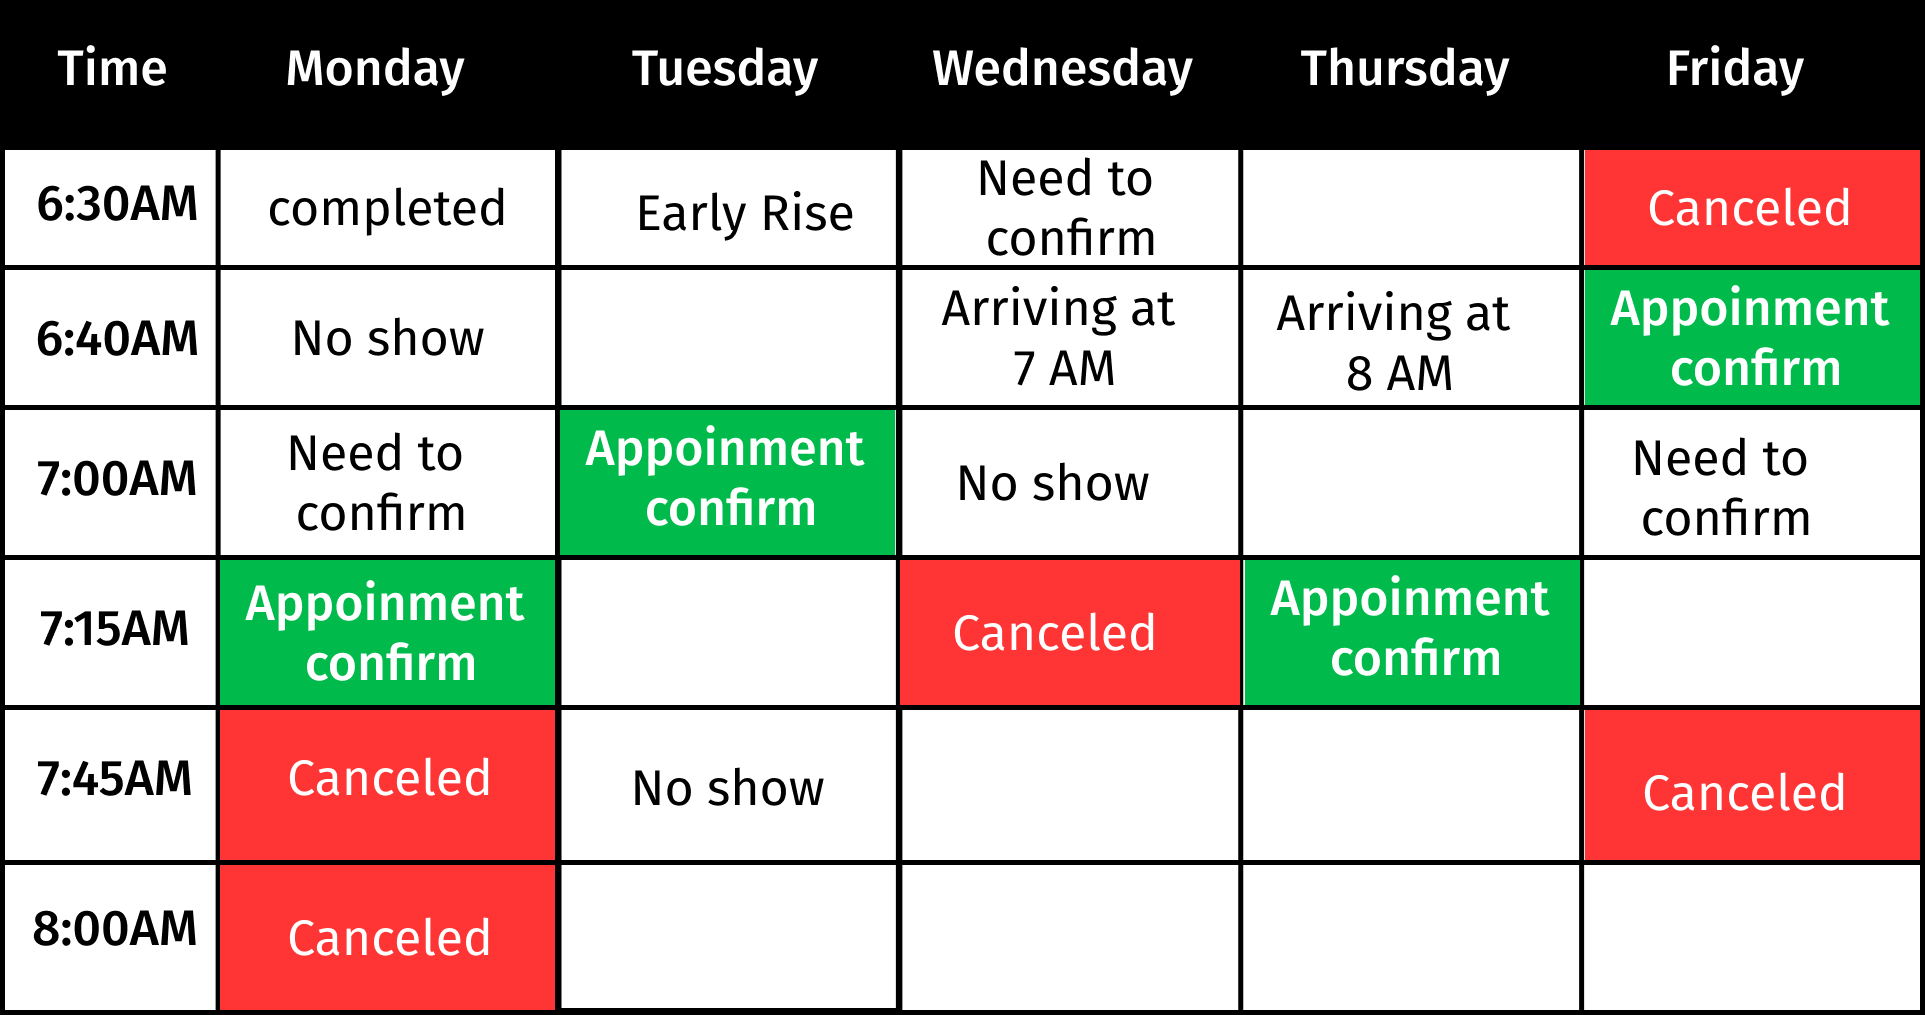 Time Monday Tuesday Wednesday Thursday Friday
6:30AM completed Early Rise Need to Canceled
confirm
6:40AM No show Arriving at Arriving at Appoinment
7 AM 8 AM confirm
7:00AM Need to Appoinment No show Need to
confirm confirm confirm
7:15AM Appoinment Canceled Appoinment
confirm confirm
7:45AM Canceled No show Canceled
8:00AM Canceled